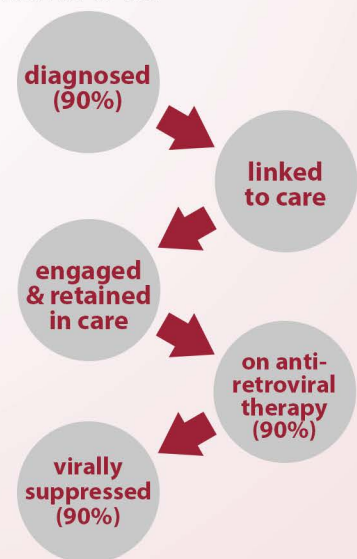 diagnosed
(90%)
linked
to care
engaged
& retained
in care
on anti-
retroviral
therapy
(90%)
virally
suppressed
(90%)